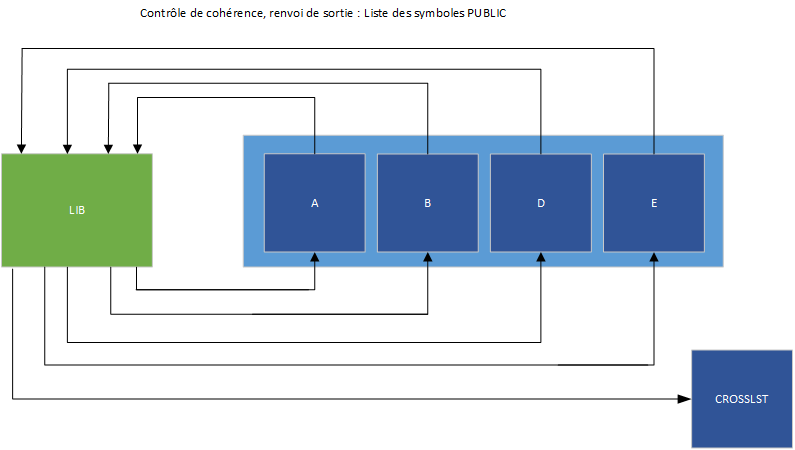 Contrôle de cohérence, renvoi de sortie : Liste des symboles PUBLIC
LIB
A
B
D
E
CROSSLST